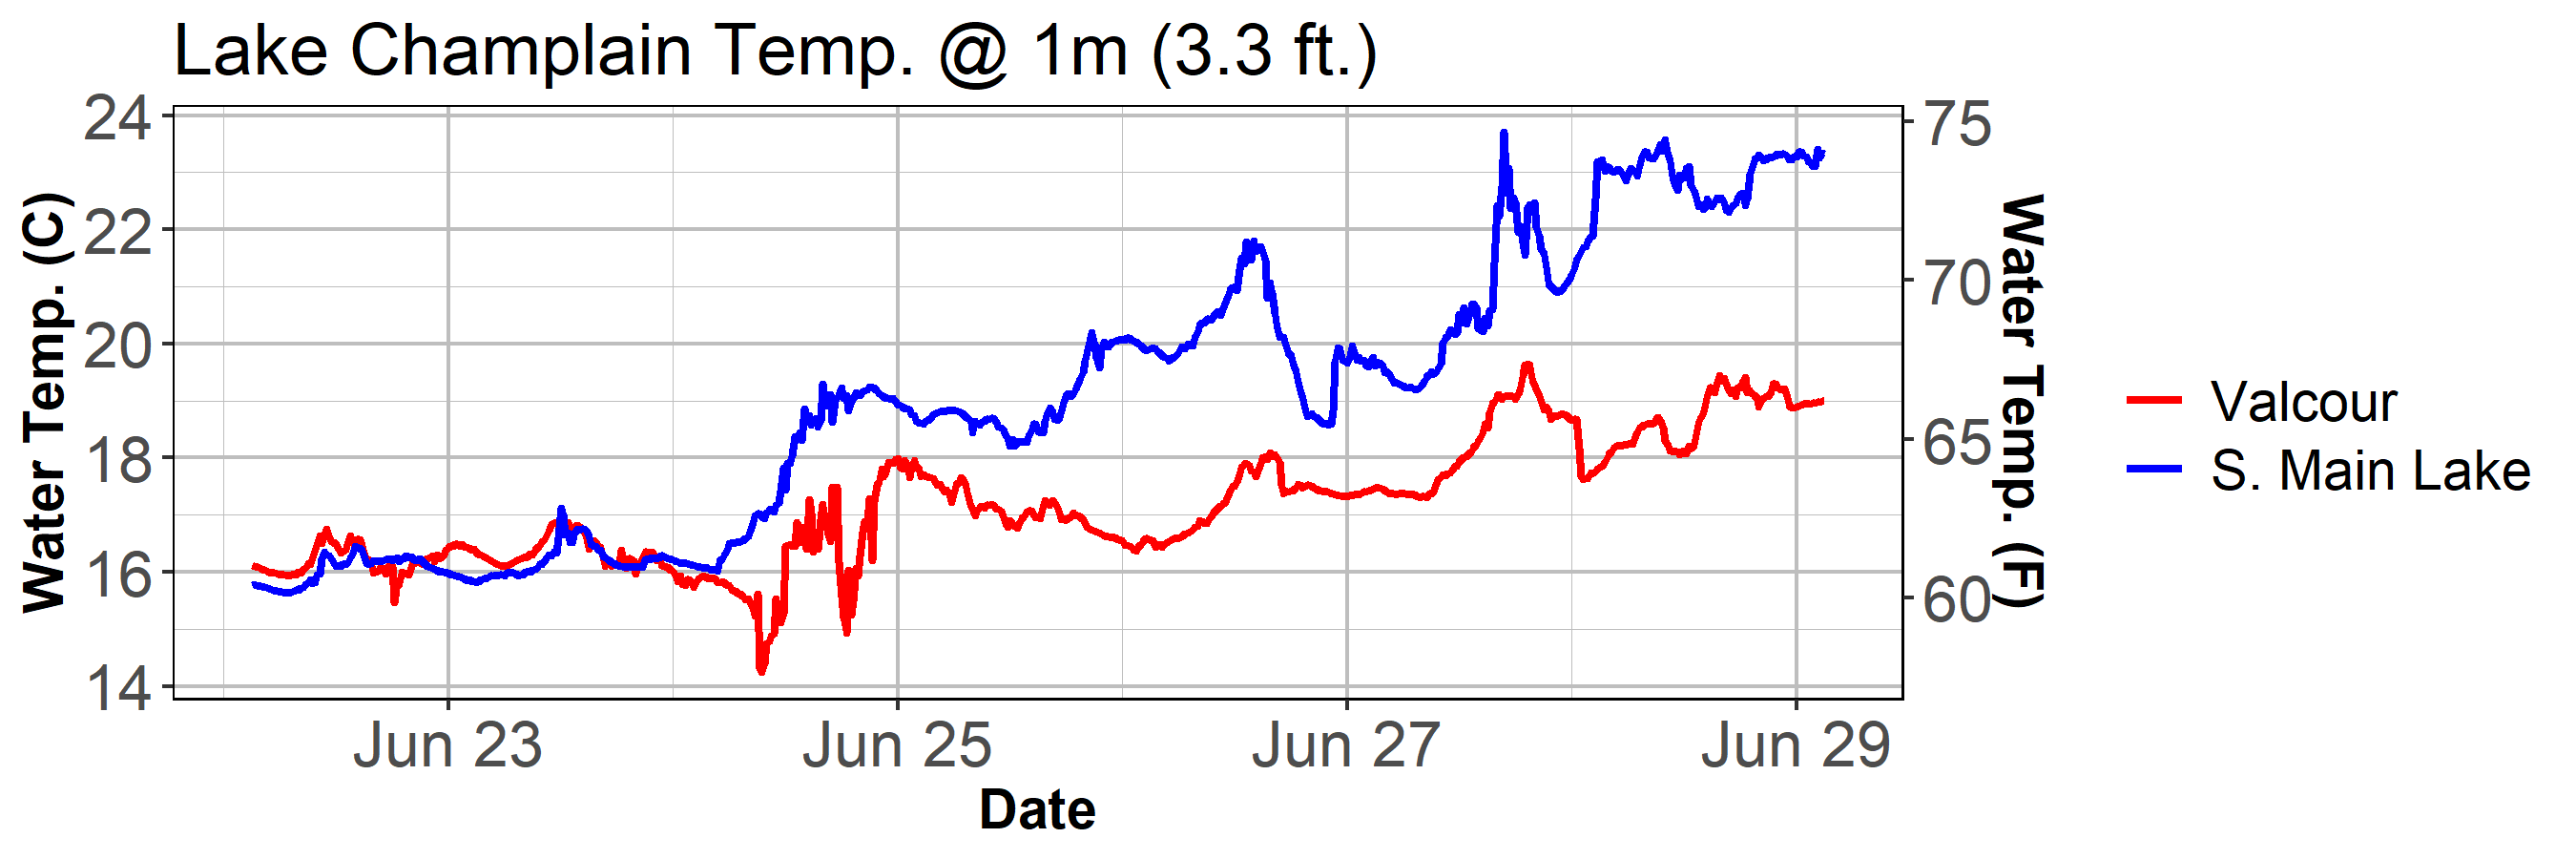 Lake Champlain Temp. @ 1m (3.3 ft.)
Water Temp. (C)
24
22
20
18
16
14
75
70
65
60
Water Temp. (F)
Jun 23
Jun 25
Jun 27
Jun 29
Date
Valcour
S. Main Lake